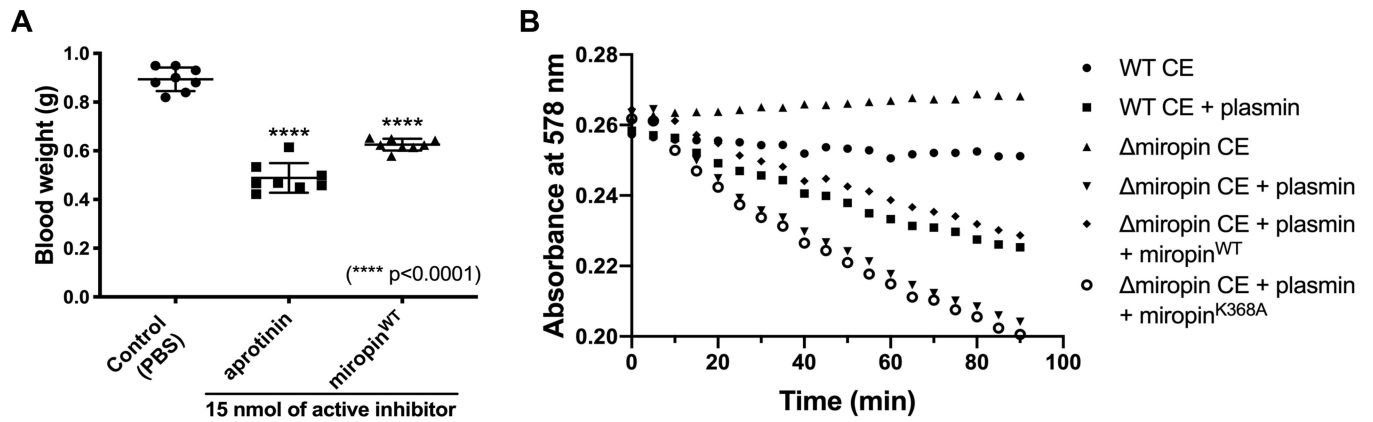 A
Blood weight (g)
1.0
0.8
0.6
0.4
0.2
0.0
****
****
(**** p<0.0001)
Control
(PBS)
aprotinin
miropinWT
15 nmol of active inhibitor
B
Absorbance at 578 nm
0.28
0.26
0.24
0.22
0.20
0 20 40 60 80 100
Time (min)
WT CE
WT CE + plasmin
Δmiropin CE
Δmiropin CE + plasmin
Δmiropin CE + plasmin
+ miropinWT
Δmiropin CE + plasmin
+ miropinK368A